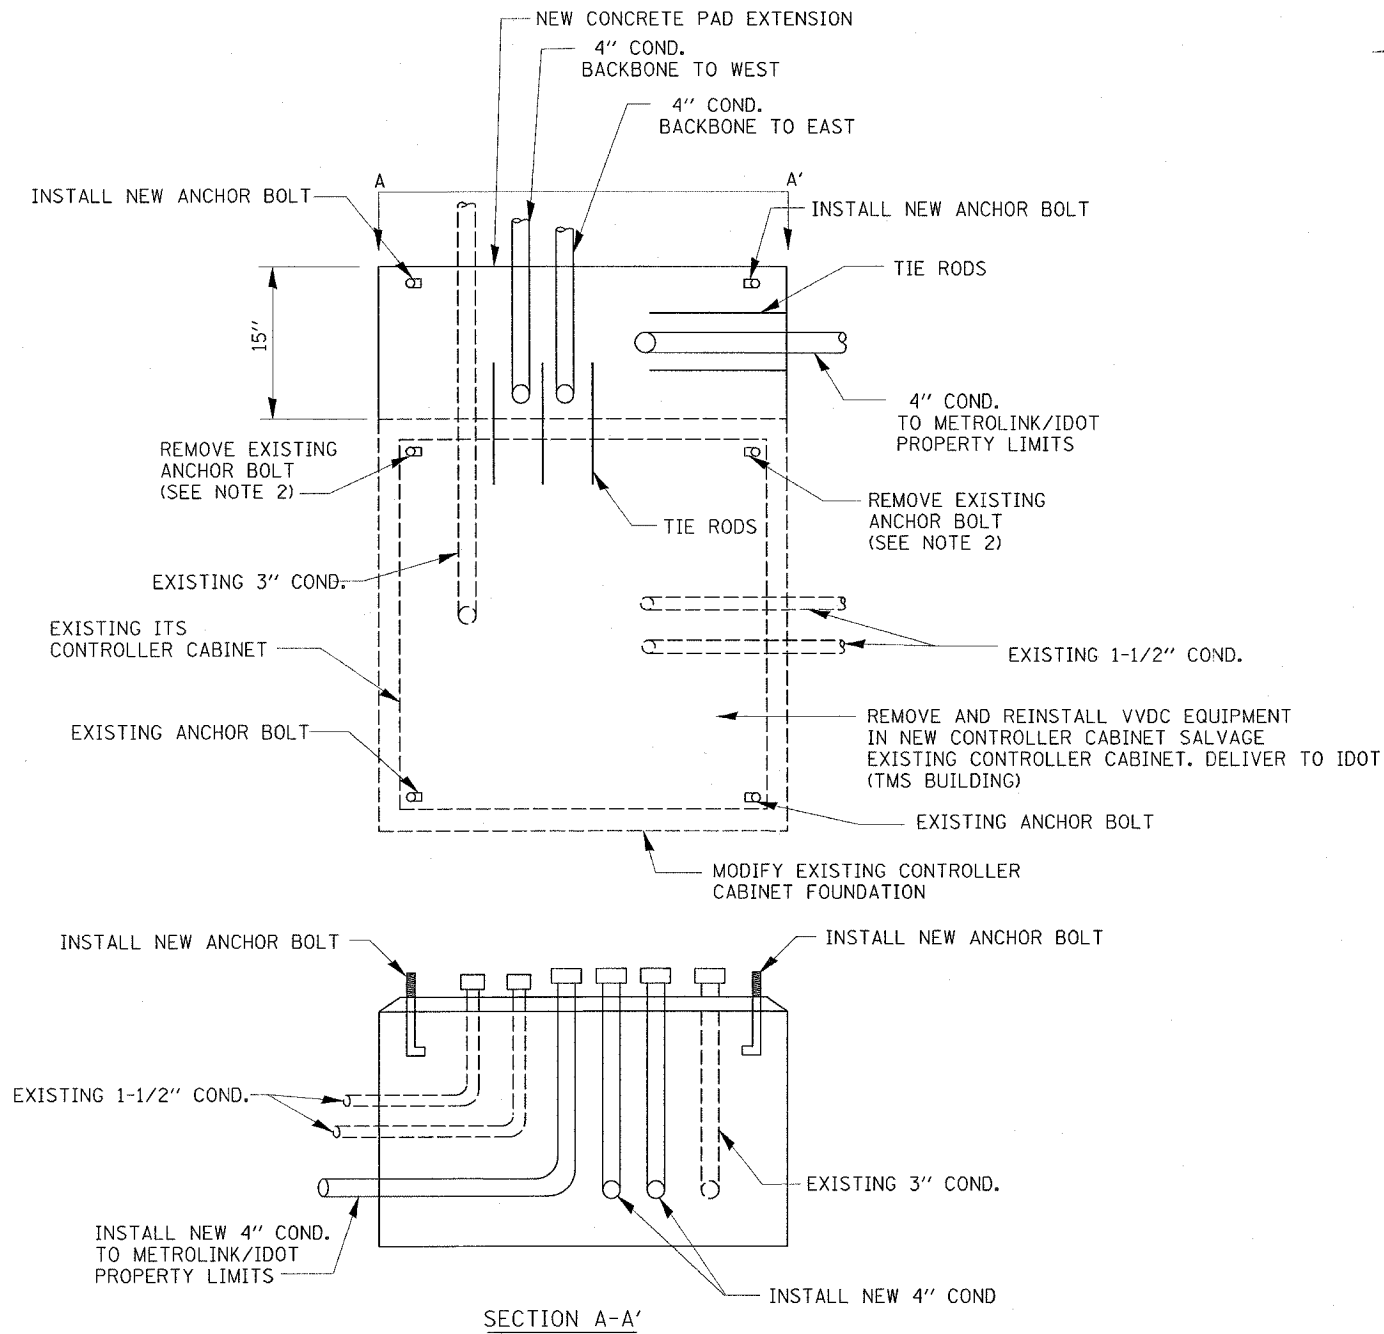 NEW CONCRETE PAD EXTENSION
4" COND.
BACKBONE TO WEST
4" COND.
BACKBONE TO EAST
A
A'
INSTALL NEW ANCHOR BOLT
INSTALL NEW ANCHOR BOLT
TIE RODS
15"
4" COND.
TO METROLINK/IDOT
PROPERTY LIMITS
REMOVE EXISTING
ANCHOR BOLT
(SEE NOTE 2)
REMOVE EXISTING
ANCHOR BOLT
(SEE NOTE 2)
TIE RODS
EXISTING 3" COND.
EXISTING ITS
CONTROLLER CABINET
EXISTING 1-1/2" COND.
REMOVE AND REINSTALL VVDC EQUIPMENT
IN NEW CONTROLLER CABINET SALVAGE
EXISTING CONTROLLER CABINET. DELIVER TO IDOT
(TMS BUILDING)
EXISTING ANCHOR BOLT
EXISTING ANCHOR BOLT
MODIFY EXISTING CONTROLLER
CABINET FOUNDATION
INSTALL NEW ANCHOR BOLT
INSTALL NEW ANCHOR BOLT
EXISTING 1-1/2" COND.
EXISTING 3" COND.
INSTALL NEW 4" COND.
TO METROLINK/IDOT
PROPERTY LIMITS
INSTALL NEW 4" COND
SECTION A-A'